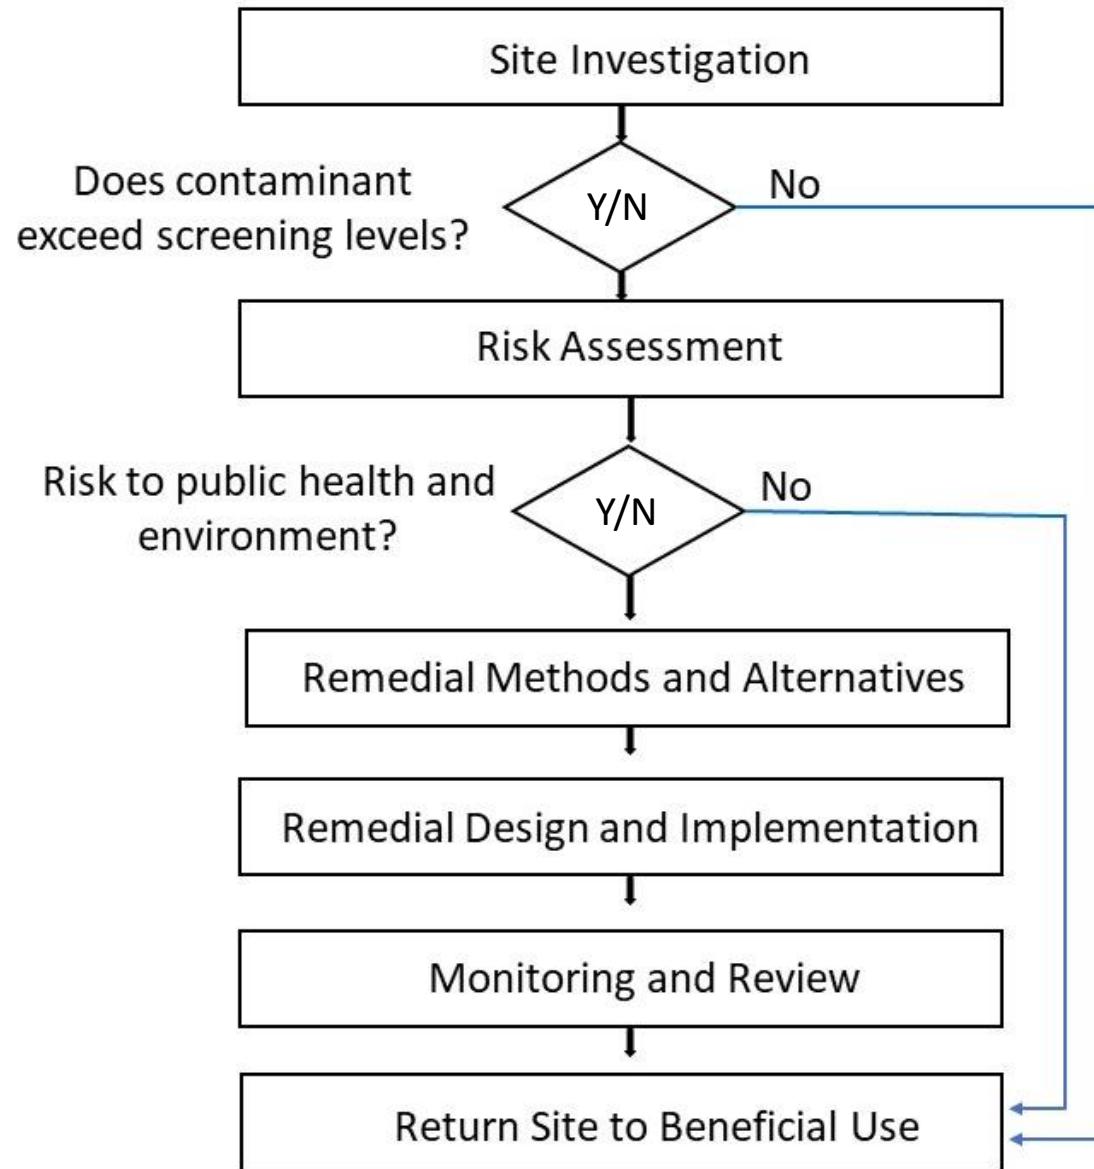 Site Investigation
Does contaminant
exceed screening levels?
Y/N
No
Risk Assessment
Risk to public health and
environment?
Y/N
No
Remedial Methods and Alternatives
Remedial Design and Implementation
Monitoring and Review
Return Site to Beneficial Use